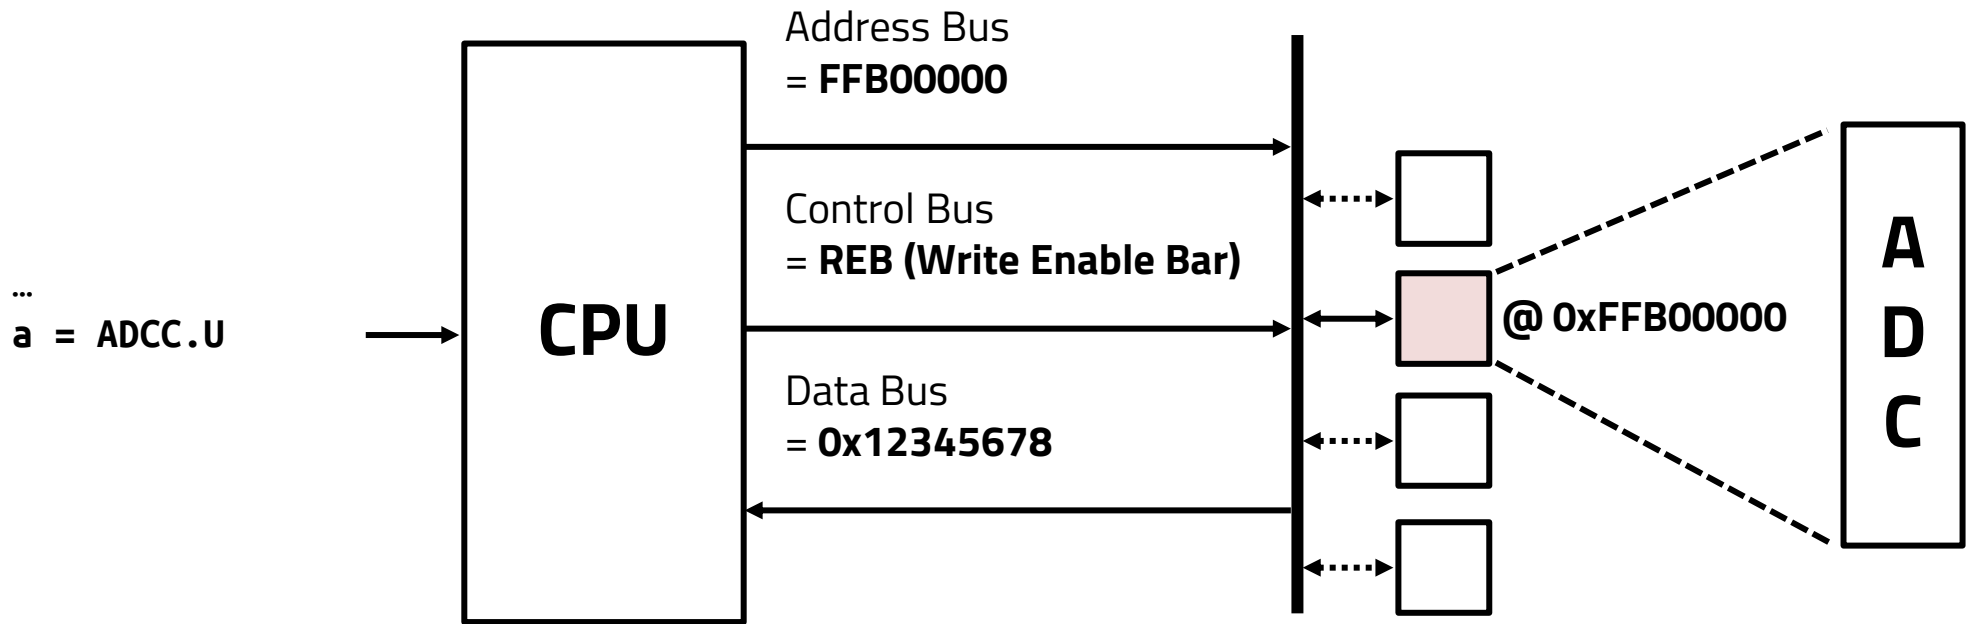 Address Bus
= FFB00000
Control Bus
= REB (Write Enable Bar)
…
a = ADCC.U
CPU
@ 0xFFB00000
Data Bus
= 0x12345678
A
D
C